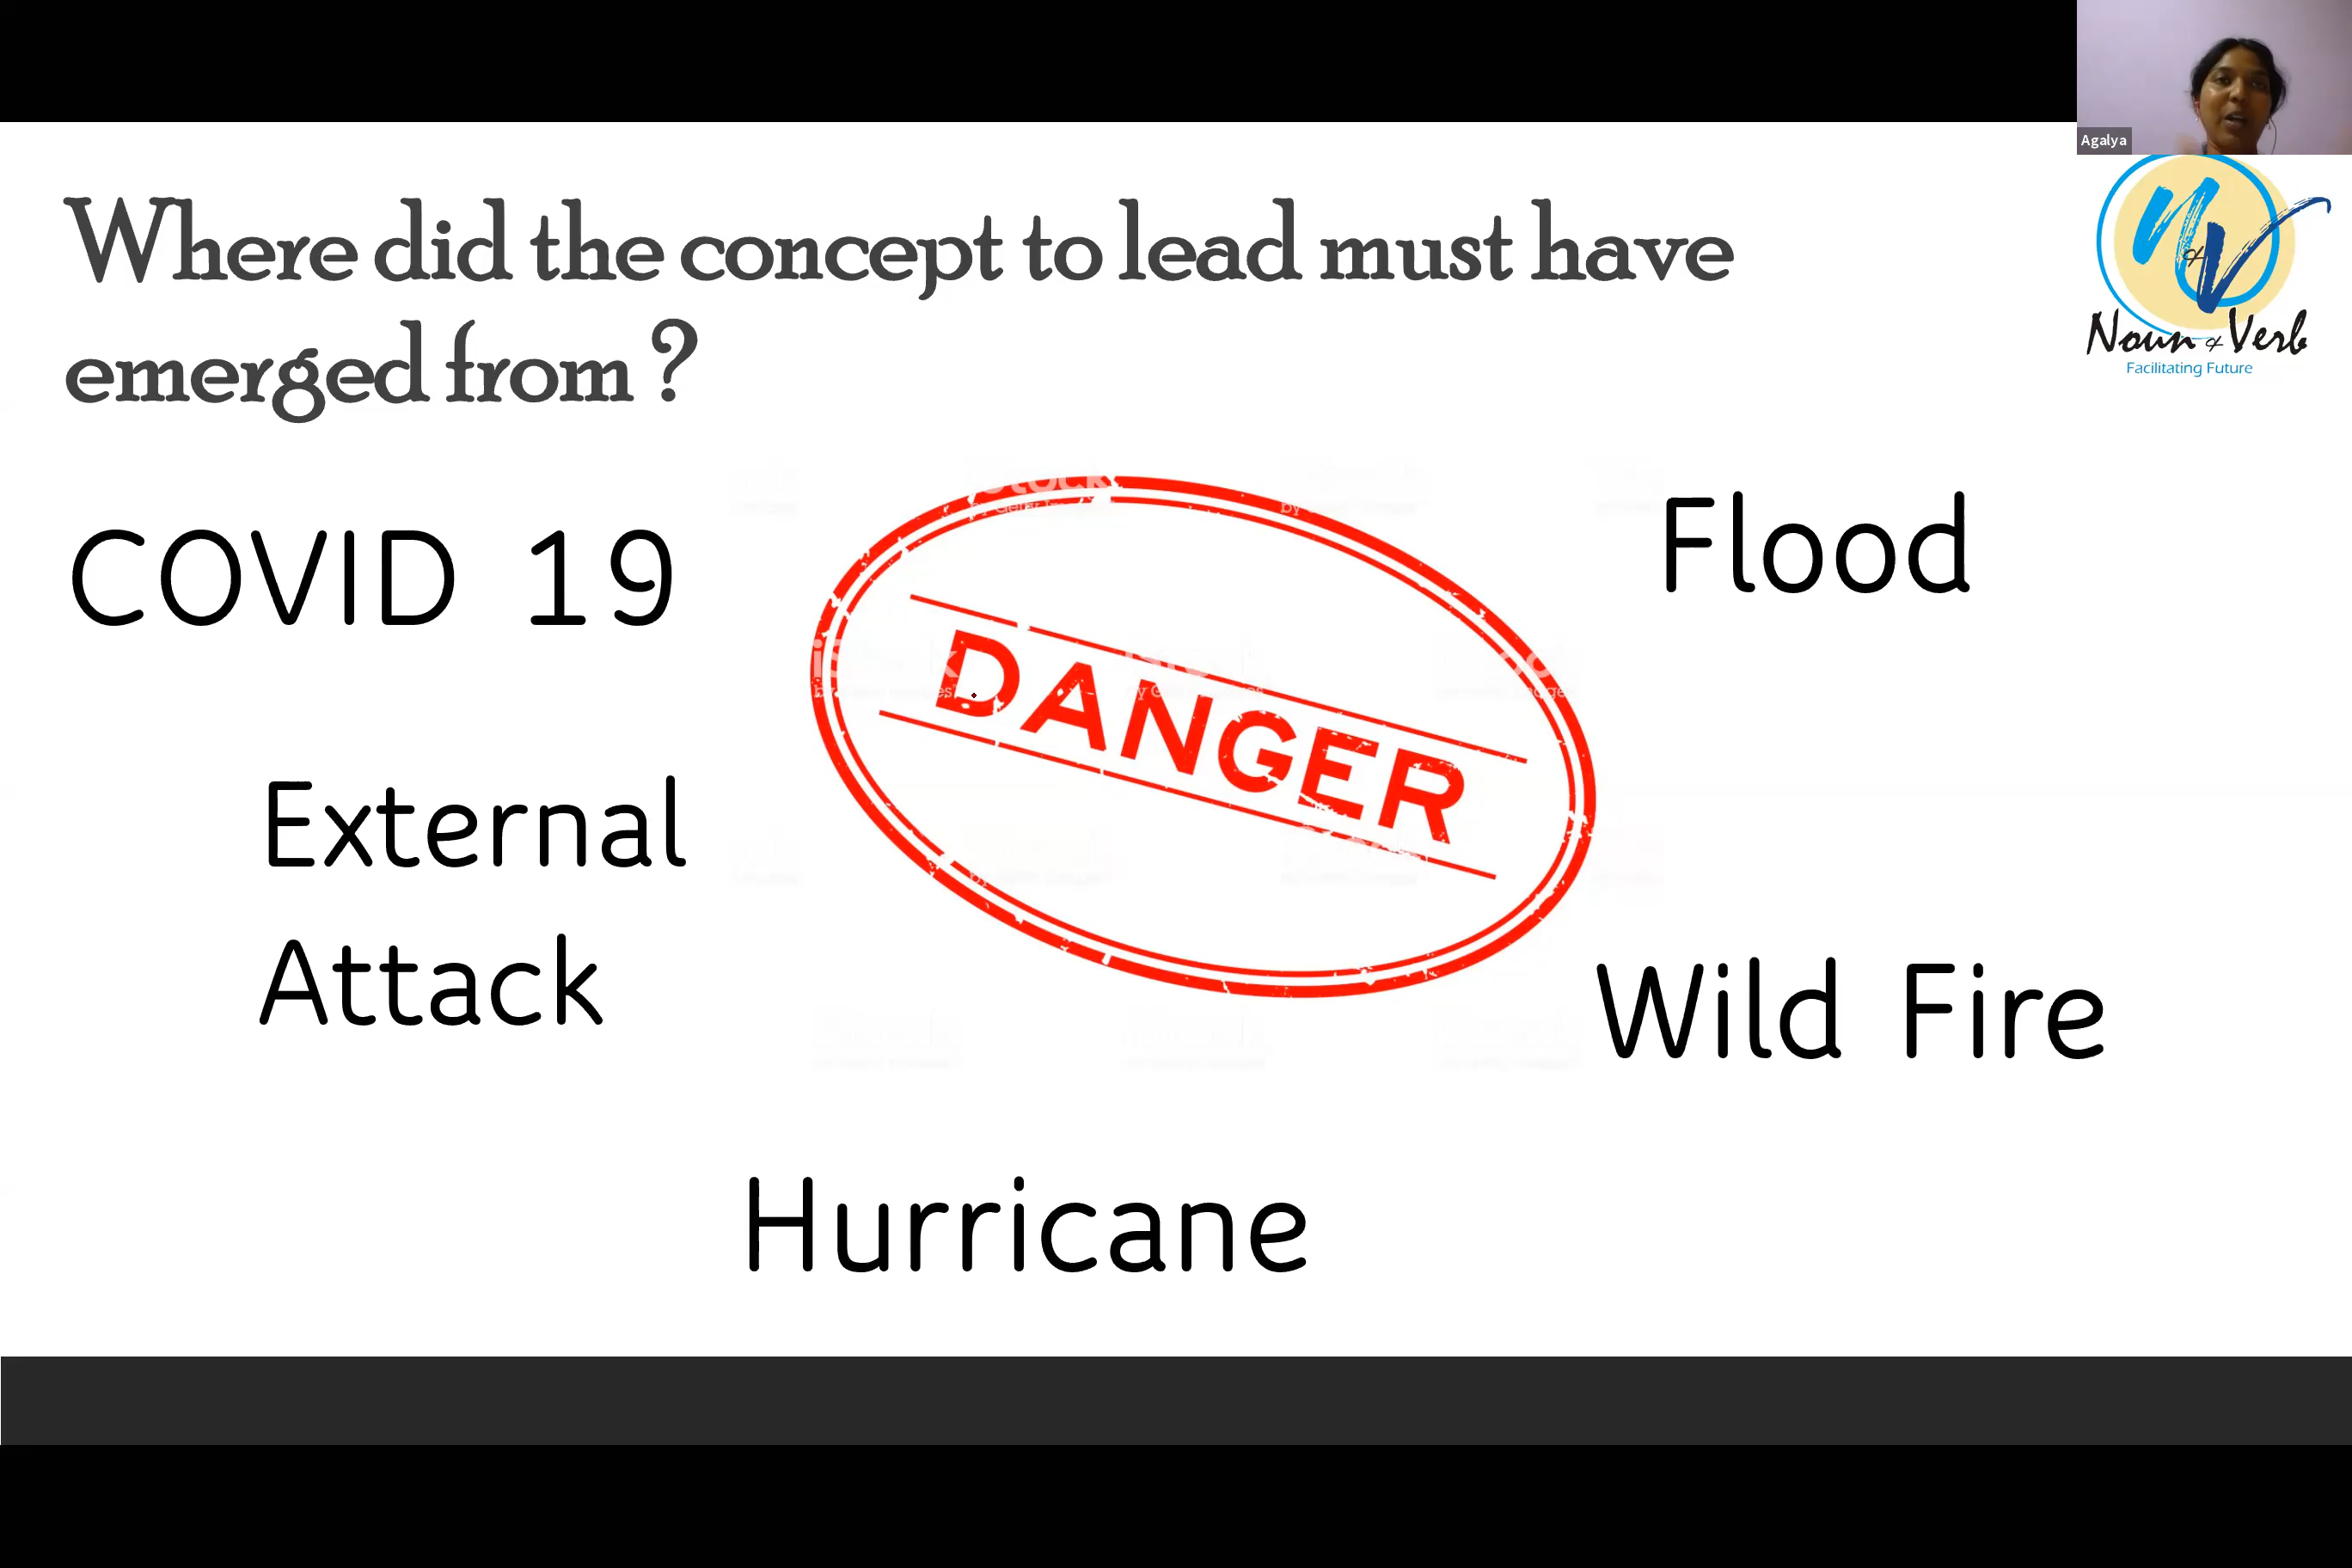 Agalya
Where did the concept to lead must have
emerged from ?
N & V
Noun & Verb
Facilitating Future
COVID 19
Flood
DANGER
External
Attack
Wild Fire
Hurricane